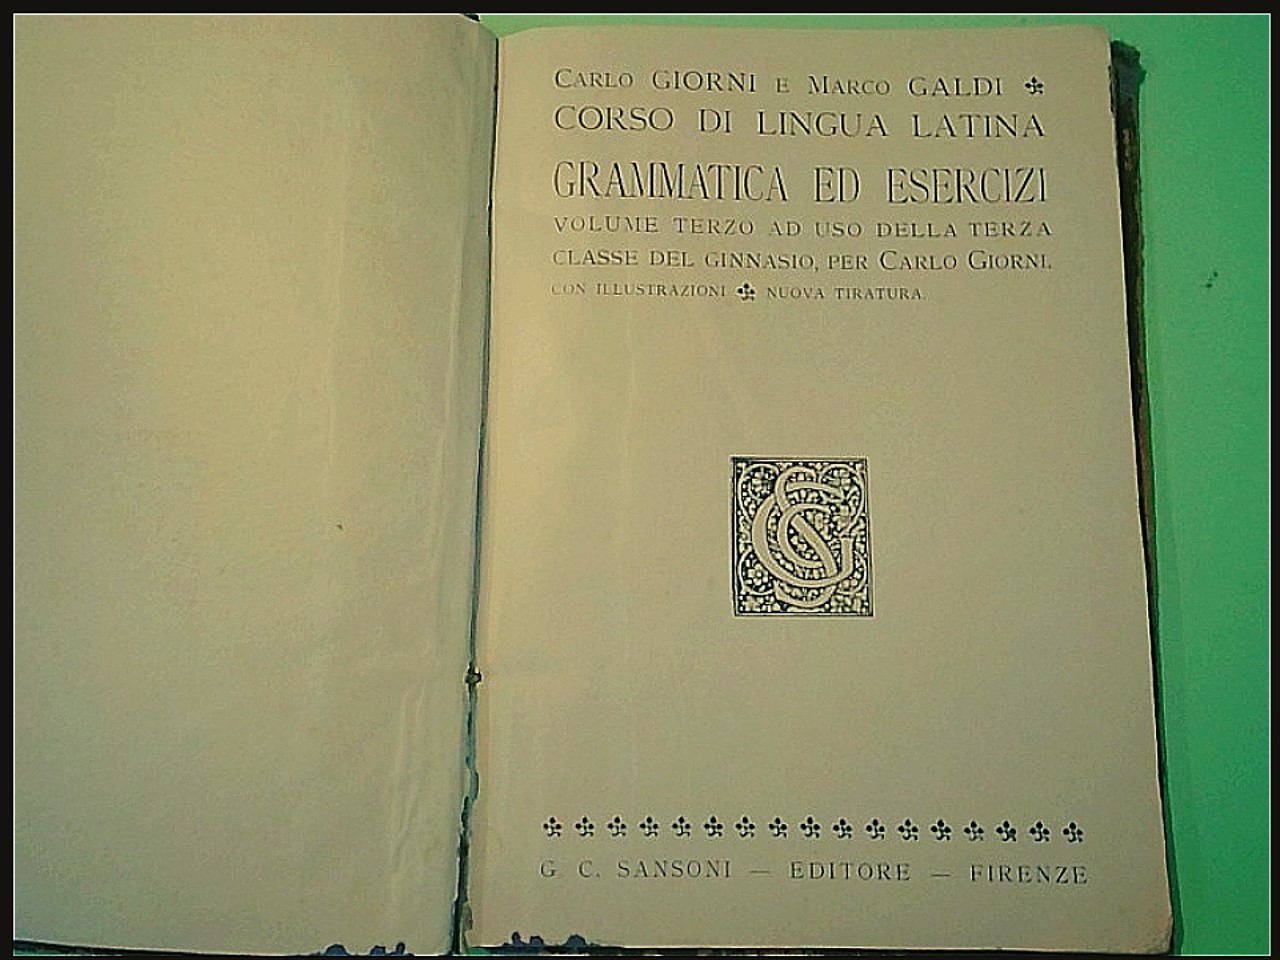 CARLO GIORNI E MARCO GALDI
CORSO DI LINGUA LATINA
GRAMMATICA ED ESERCIZI
VOLUME TERZO AD USO DELLA TERZA
CLASSE DEL GINNASIO, PER CARLO GIORNI.
CON ILLUSTRAZIONI NUOVA TIRATURA.
G. C. SANSONI — EDITORE — FIRENZE